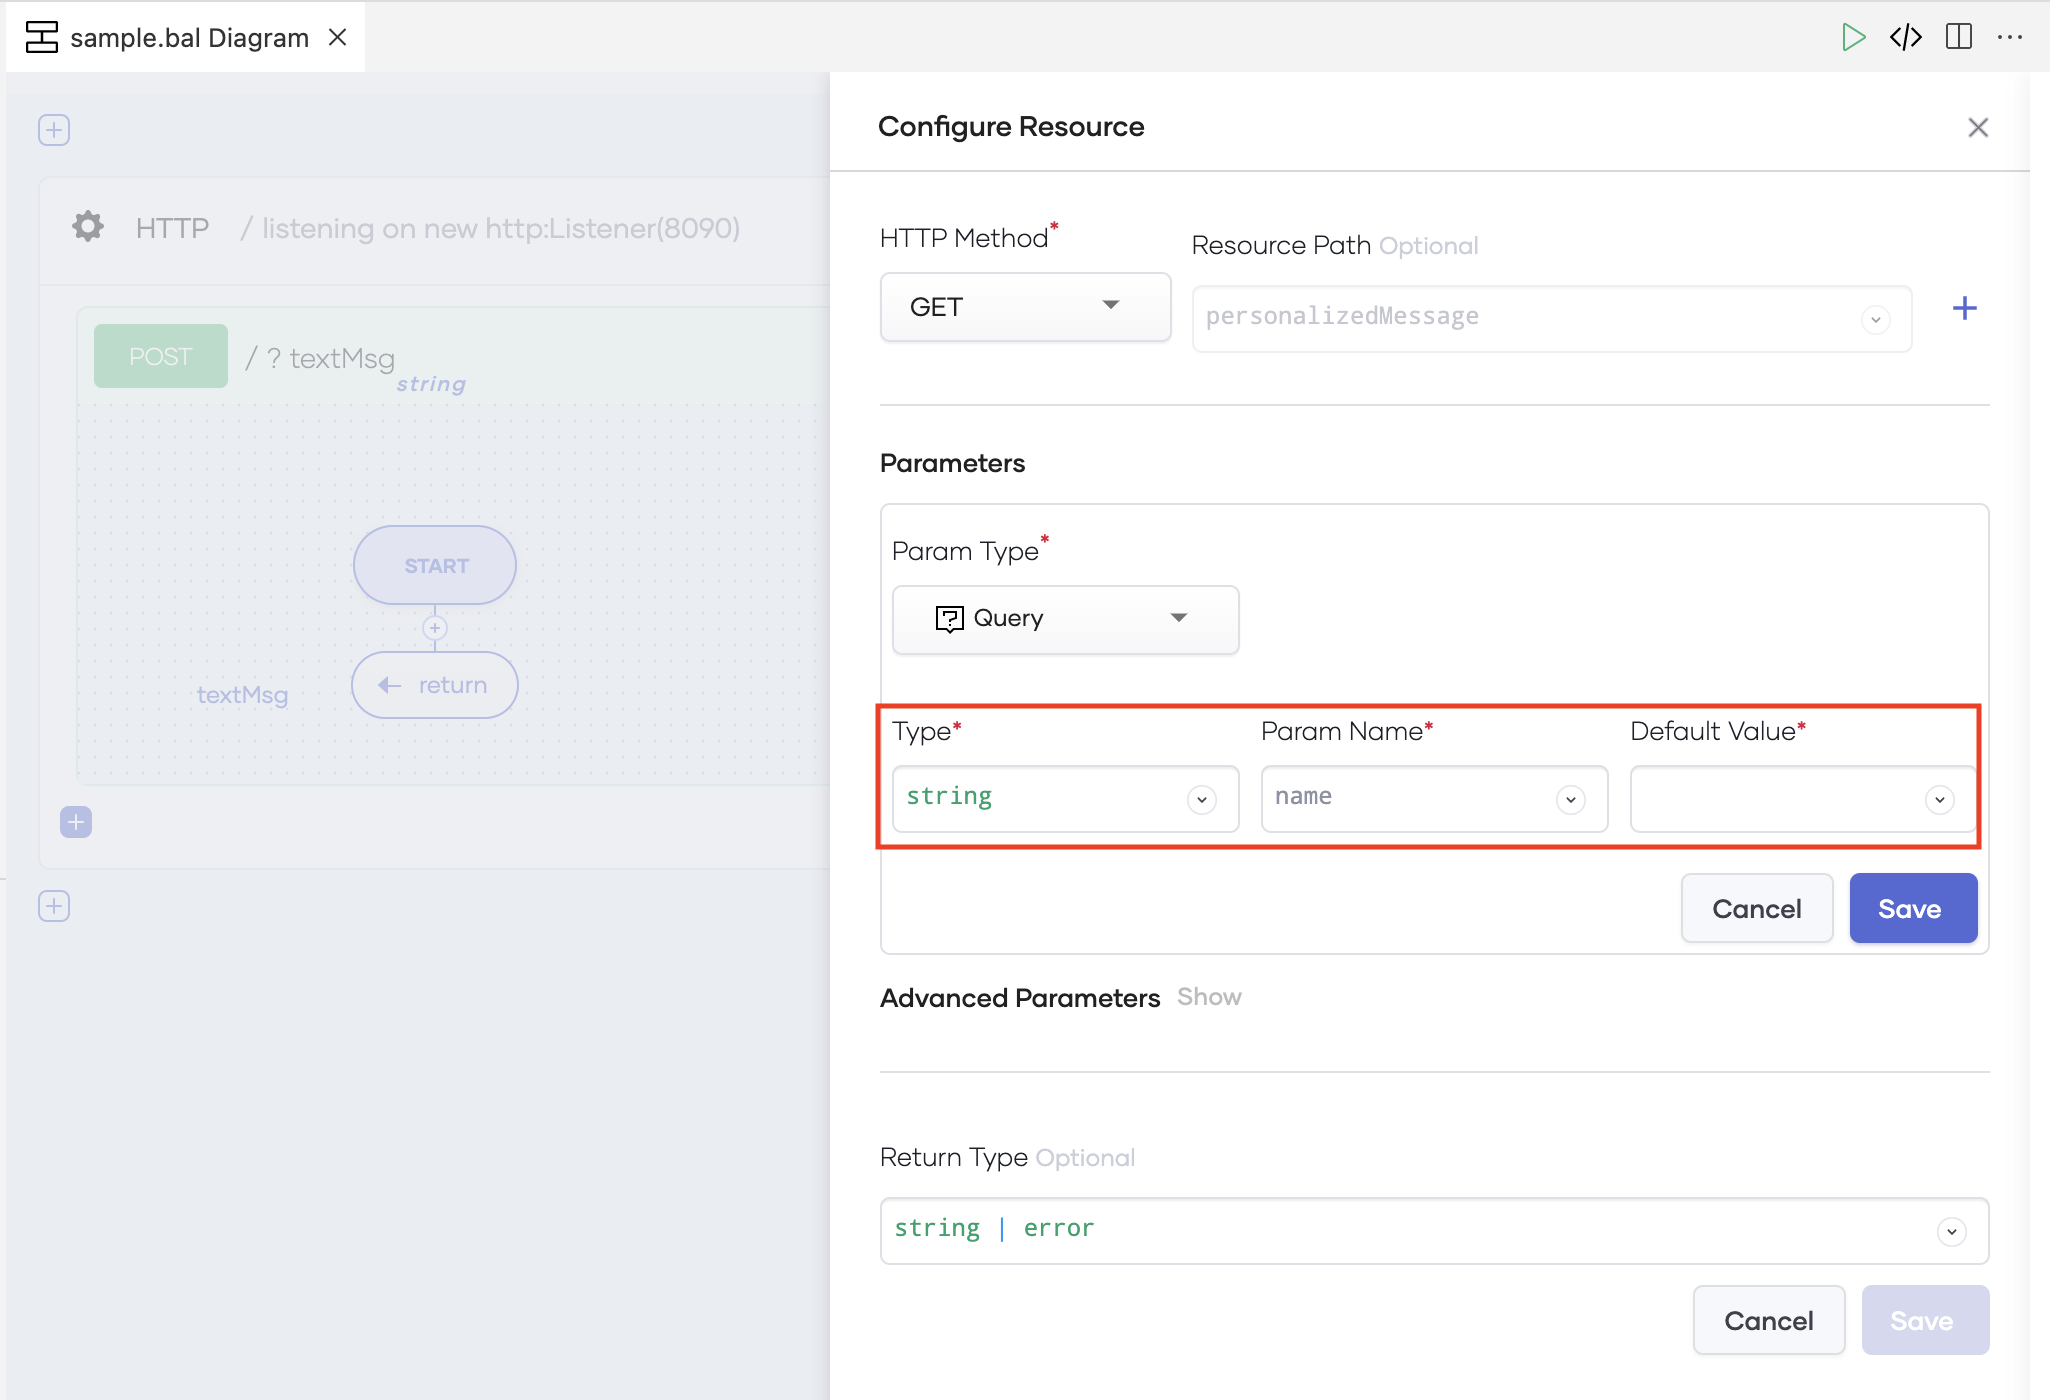 sample.bal Diagram
HTTP / listening on new http:Listener(8090)
POST / ? textMsg
string
START
return
textMsg
Configure Resource
HTTP Method*
Resource Path Optional
GET
personalizedMessage
Parameters
Param Type*
Query
Type* Param Name* Default Value*
string name
Cancel Save
Advanced Parameters Show
Return Type Optional
string | error
Cancel Save